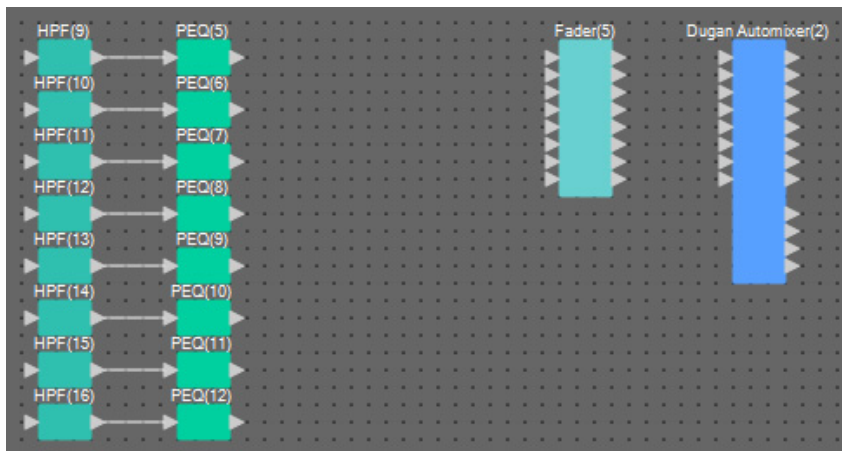 HPF(9) PEQ(5) Fader(5) Dugan Automixer(2)
HPF(10) PEQ(6)
HPF(11) PEQ(7)
HPF(12) PEQ(8)
HPF(13) PEQ(9)
HPF(14) PEQ(10)
HPF(15) PEQ(11)
HPF(16) PEQ(12)